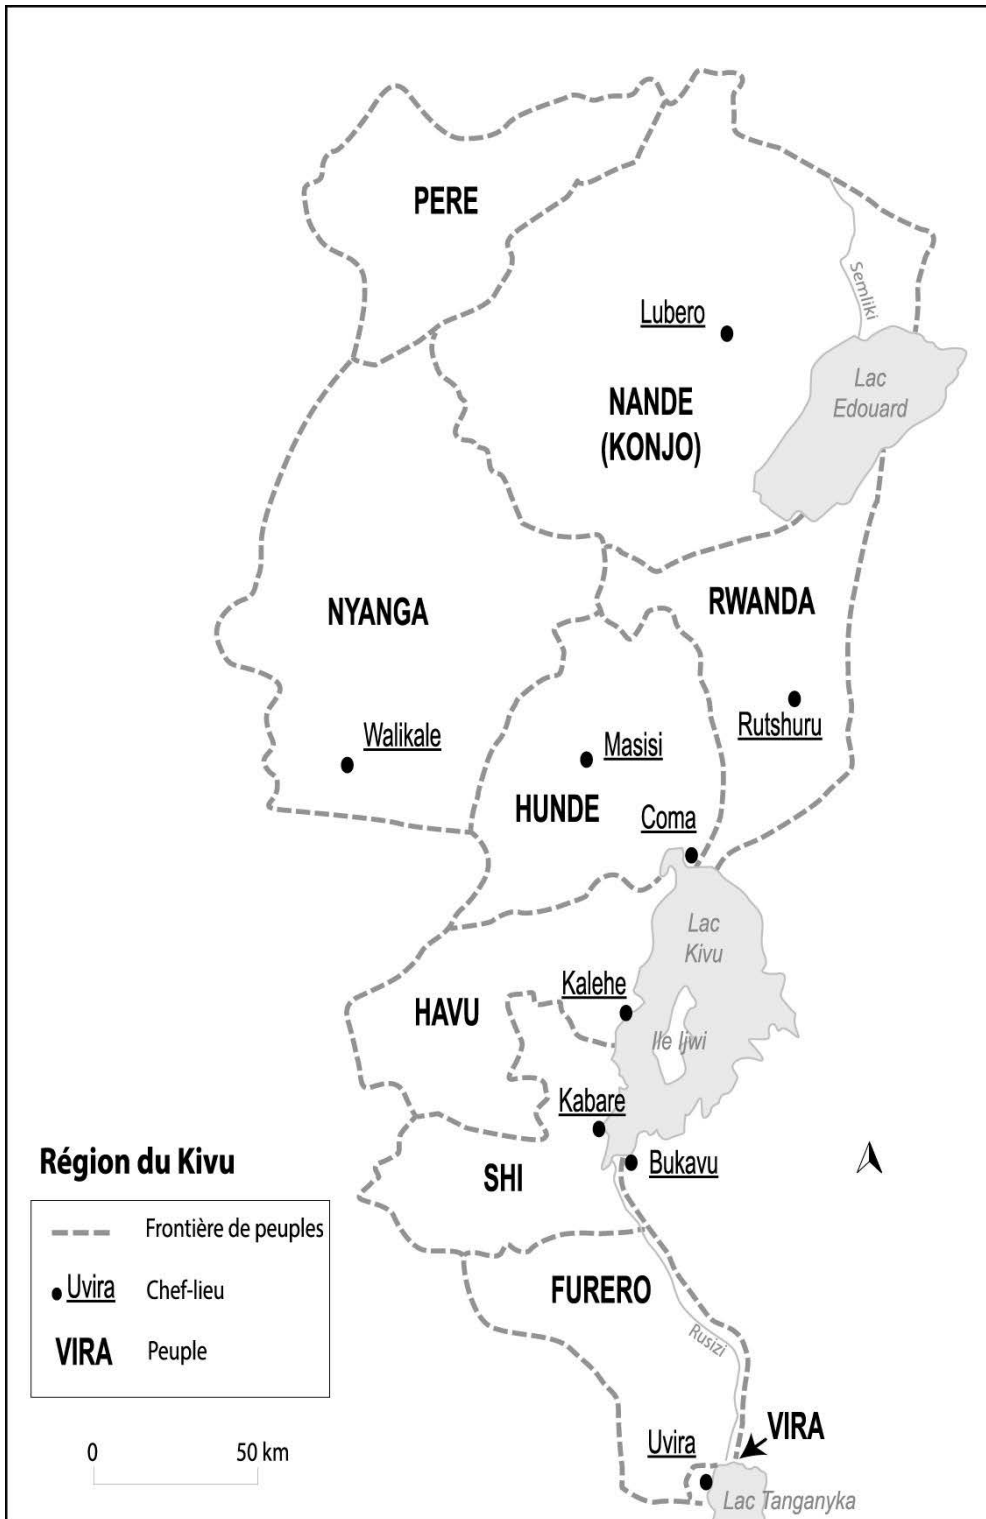 PERE
Semliki
Lubero
Lac
Edouard
NANDE
(KONJO)
NYANGA
RWANDA
Rutshuru
Walikale
Masisi
HUNDE
Coma
Lac
Kivu
Kalehe
HAVU
Ile Ijwi
Kabare
Région du Kivu
SHI
Bukavu
Frontière de peuples
Uvira
Chef-lieu
VIRA
Peuple
FURERO
Rusizi
VIRA
Uvira
0
50 km
Lac Tanganyka